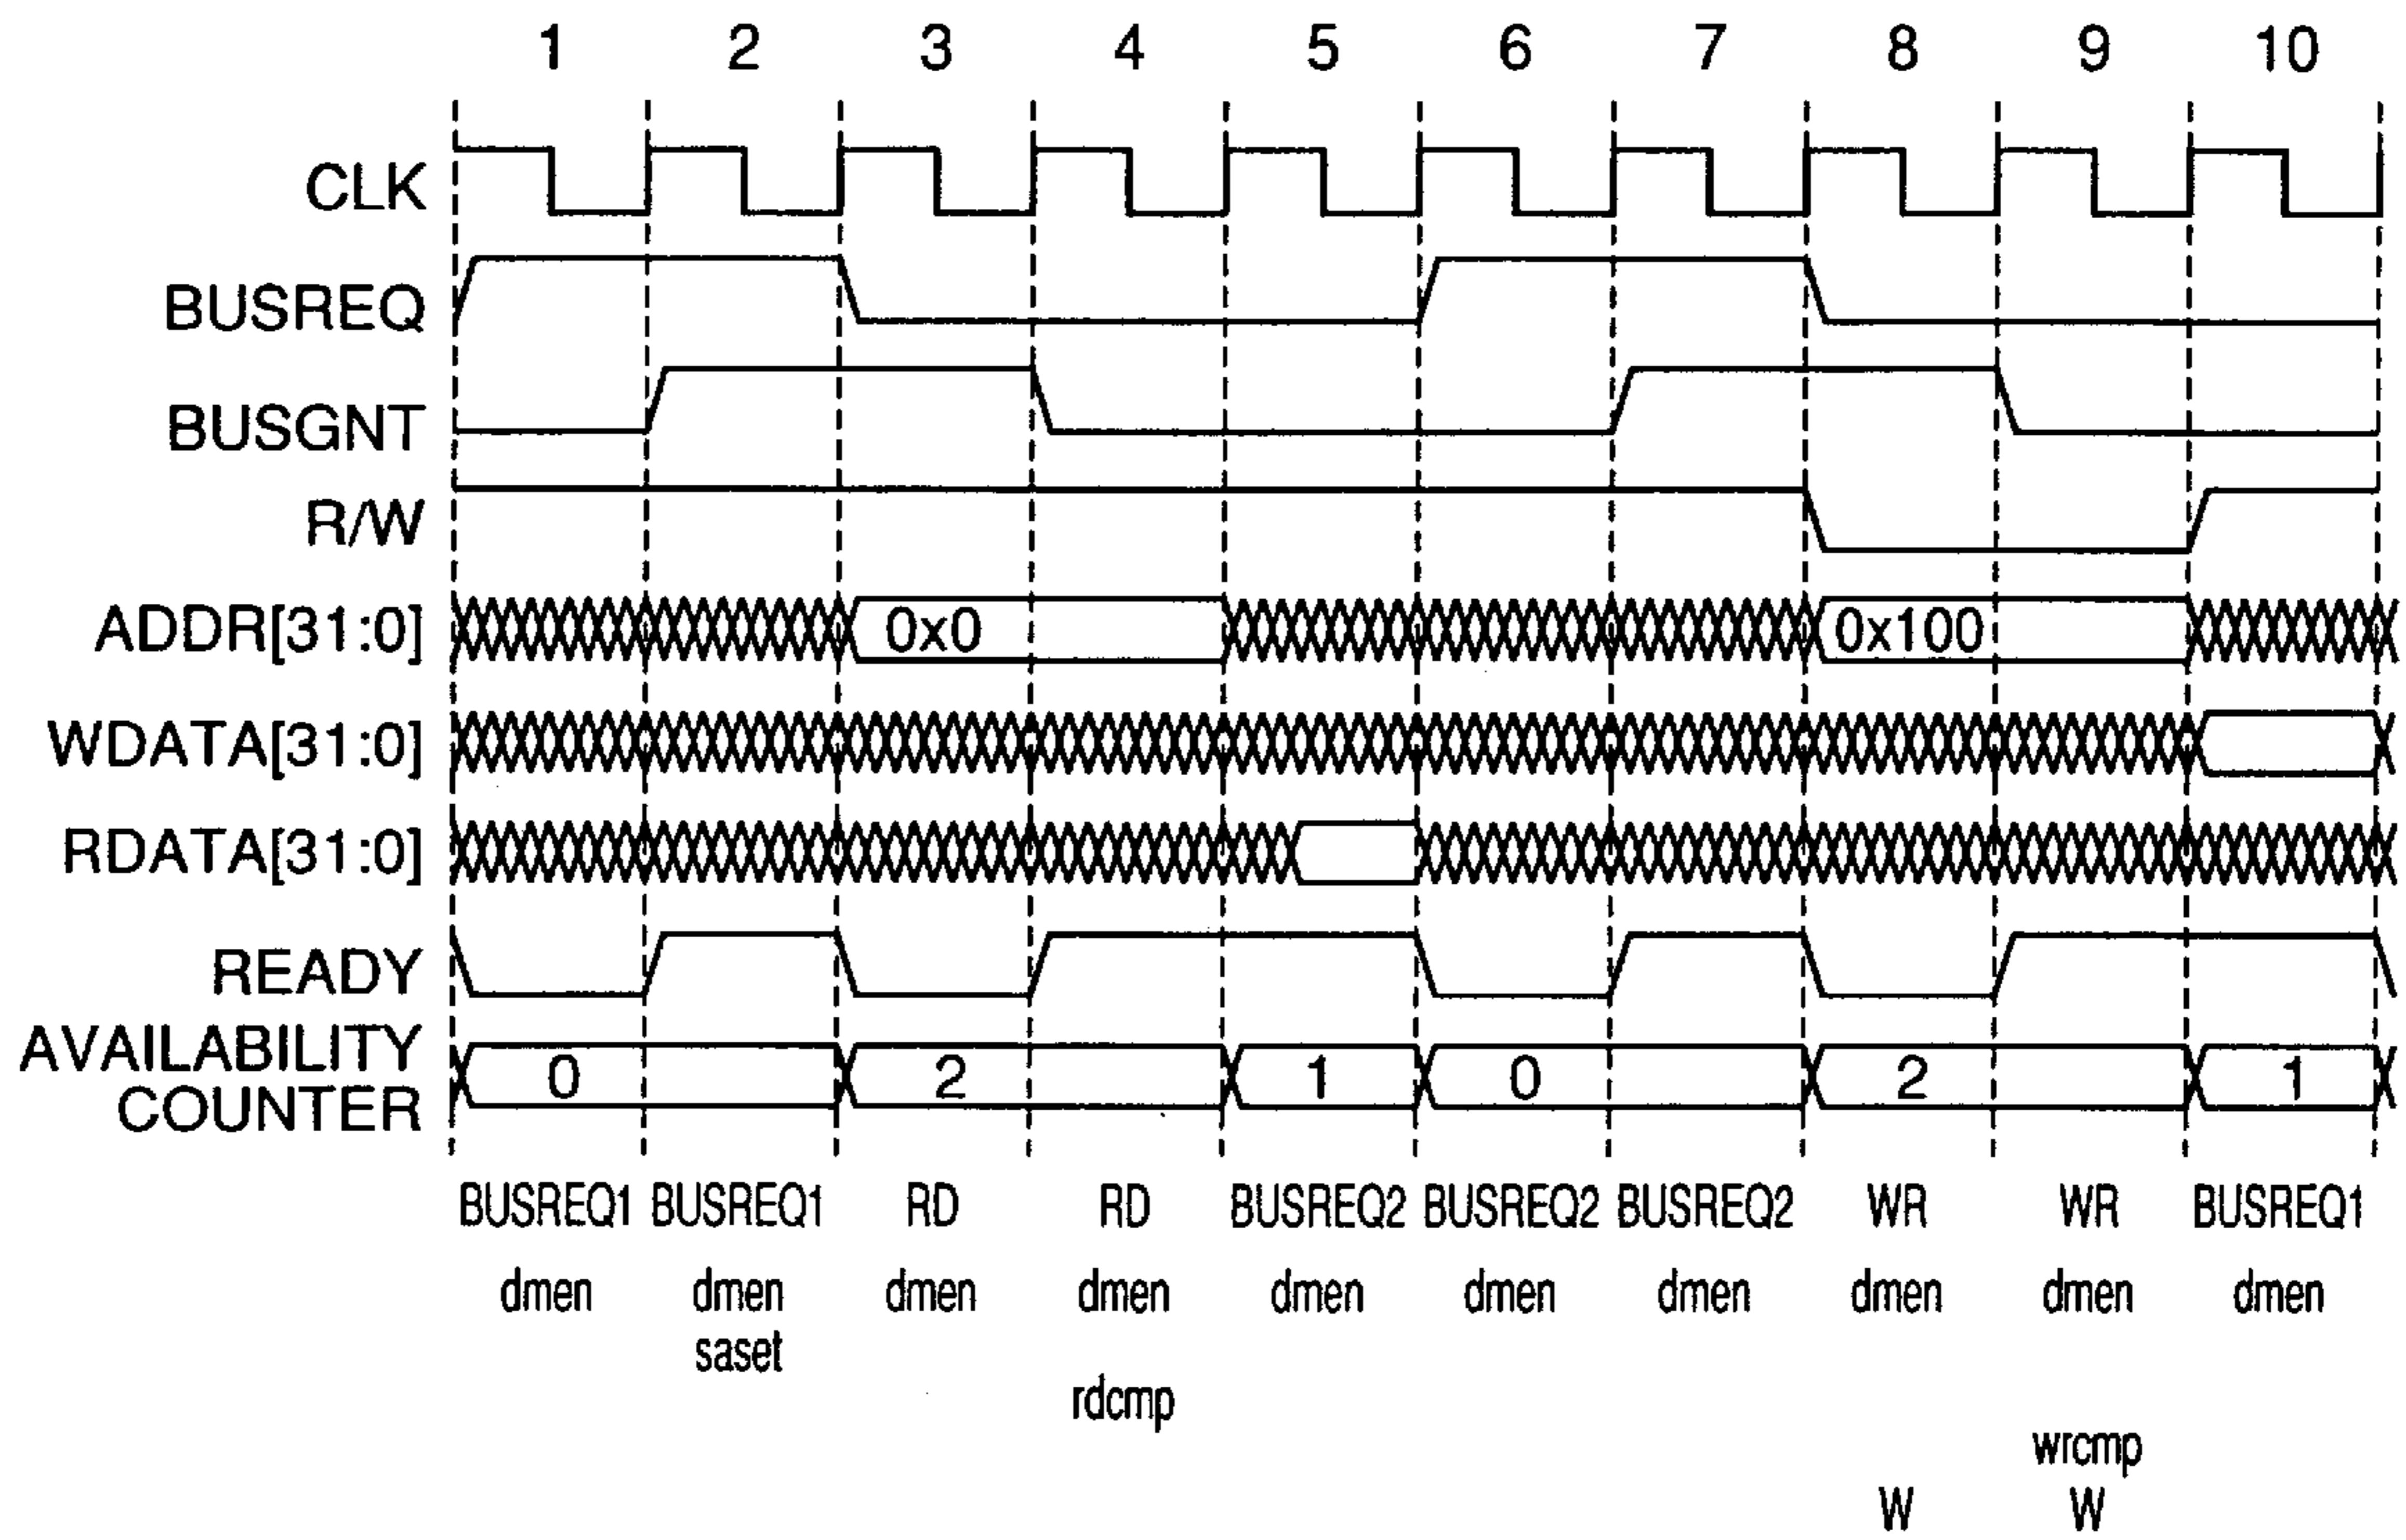 1 2 3 4 5 6 7 8 9 10
CLK
BUSREQ
BUSGNT
R/W
ADDR[31:0] 0x0 0x100
WDATA[31:0]
RDATA[31:0]
READY
AVAILABILITY
COUNTER 0 2 1 0 2 1
BUSREQ1 BUSREQ1 RD RD BUSREQ2 BUSREQ2 BUSREQ2 WR WR BUSREQ1
dmen dmen dmen dmen dmen dmen dmen dmen dmen dmen
saset
rdcmp
wrcmp
W W